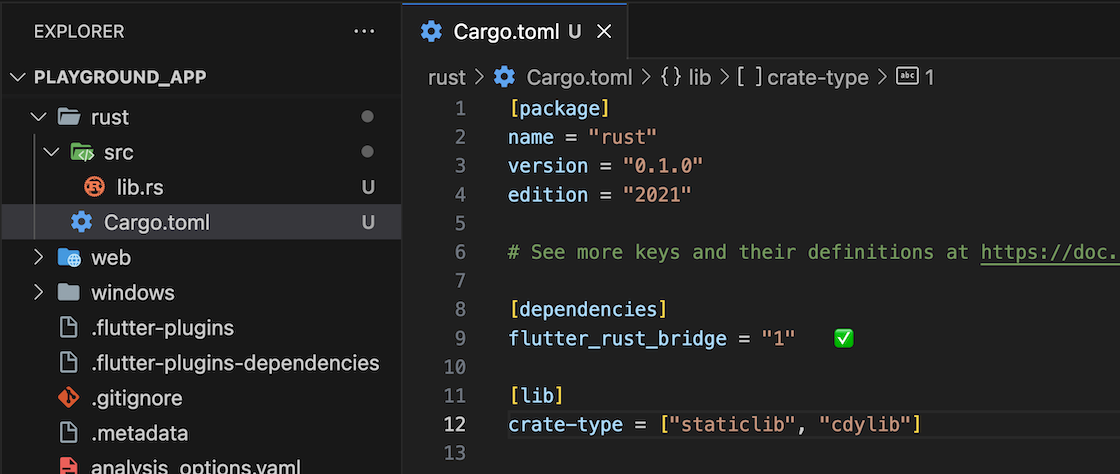 EXPLORER ...
PLAYGROUND_APP
rust
src
lib.rs U
Cargo.toml U
web
windows
.flutter-plugins
.flutter-plugins-dependencies
.gitignore
.metadata
analysis_options.yaml
Cargo.toml U
rust > Cargo.toml > {} lib > [ ] crate-type > abc 1
1 [package]
2 name = "rust"
3 version = "0.1.0"
4 edition = "2021"
5
6 # See more keys and their definitions at https://doc.
7
8 [dependencies]
9 flutter_rust_bridge = "1" ✅
10
11 [lib]
12 crate-type = ["staticlib", "cdylib"]
13